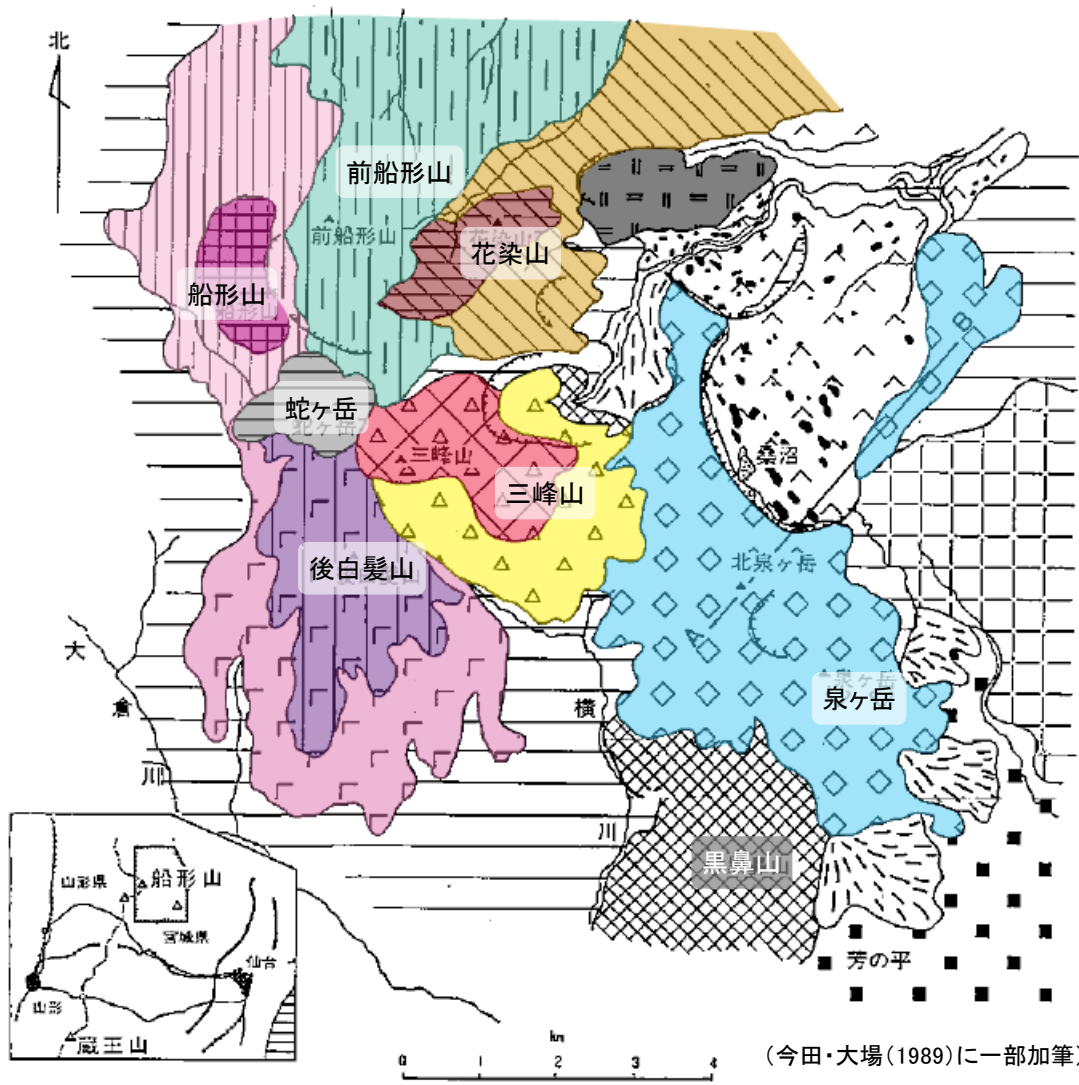 北
前船形山
前船形山
花染山
船形山
蛇ヶ岳
三峰山
三峰山
桑沼
後白髪山
北泉ヶ岳
泉ヶ岳
泉ヶ岳
大
倉
川
横
川
黒鼻山
芳の平
山形県
船形山
宮城県
仙台
山形
蔵王山
km
0 1 2 3 4
(今田・大場(1989)に一部加筆)